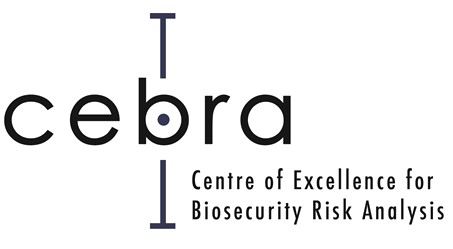 cebra
Centre of Excellence for
Biosecurity Risk Analysis